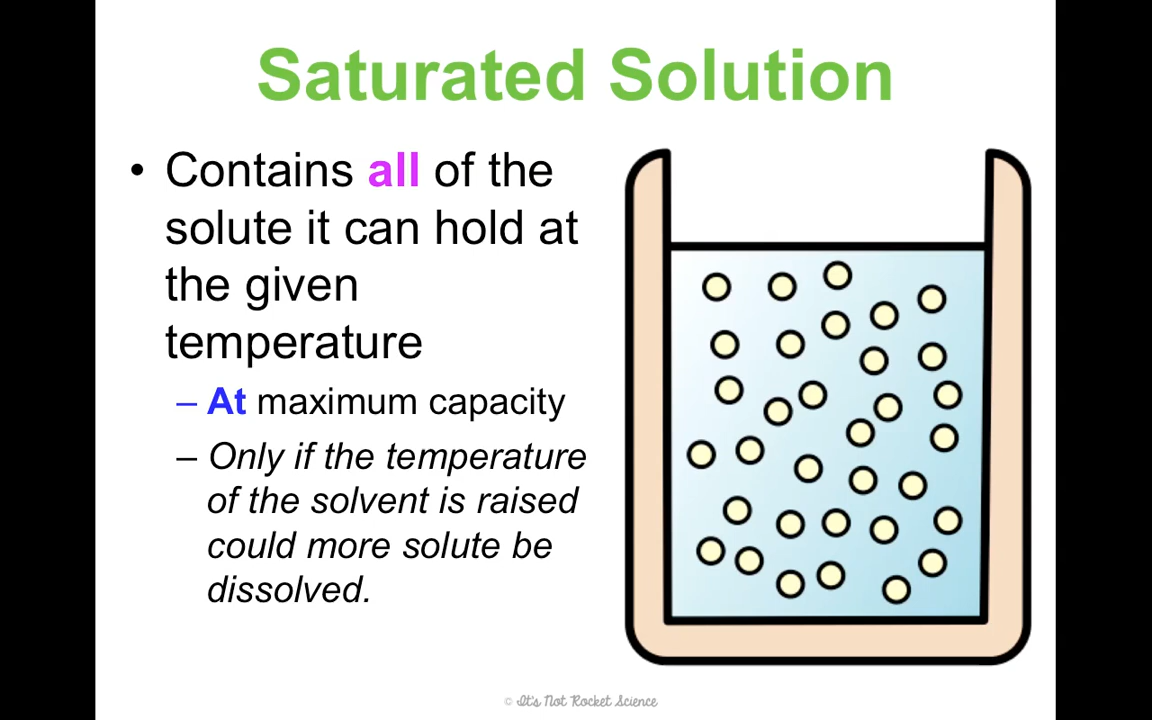 Saturated Solution
• Contains all of the
solute it can hold at
the given
temperature
– At maximum capacity
– Only if the temperature
of the solvent is raised
could more solute be
dissolved.
© It's Not Rocket Science